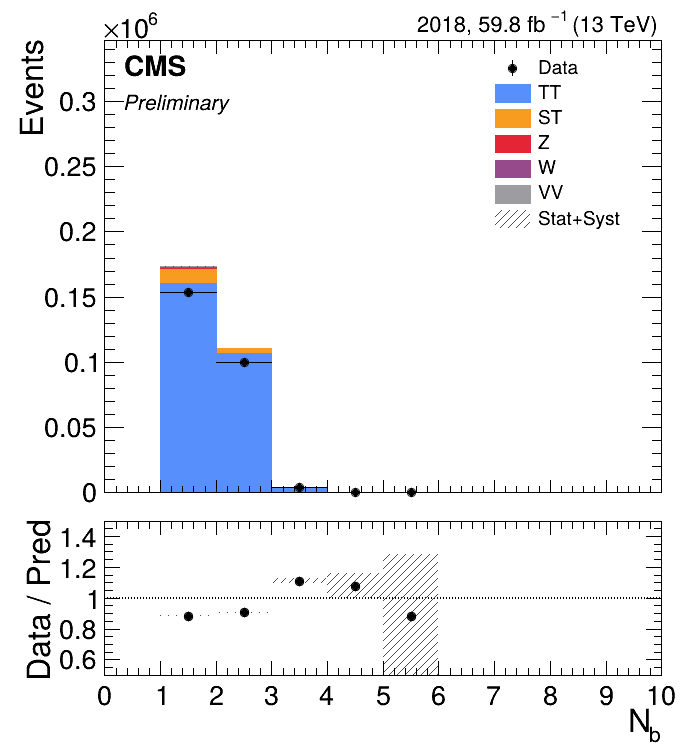 ×10⁶
2018, 59.8 fb⁻¹ (13 TeV)
Events
CMS
Preliminary
Data
TT
ST
Z
W
VV
Stat+Syst
0.3
0.25
0.2
0.15
0.1
0.05
0
Data / Pred
1.4
1.2
1
0.8
0.6
0 1 2 3 4 5 6 7 8 9 10
N_b